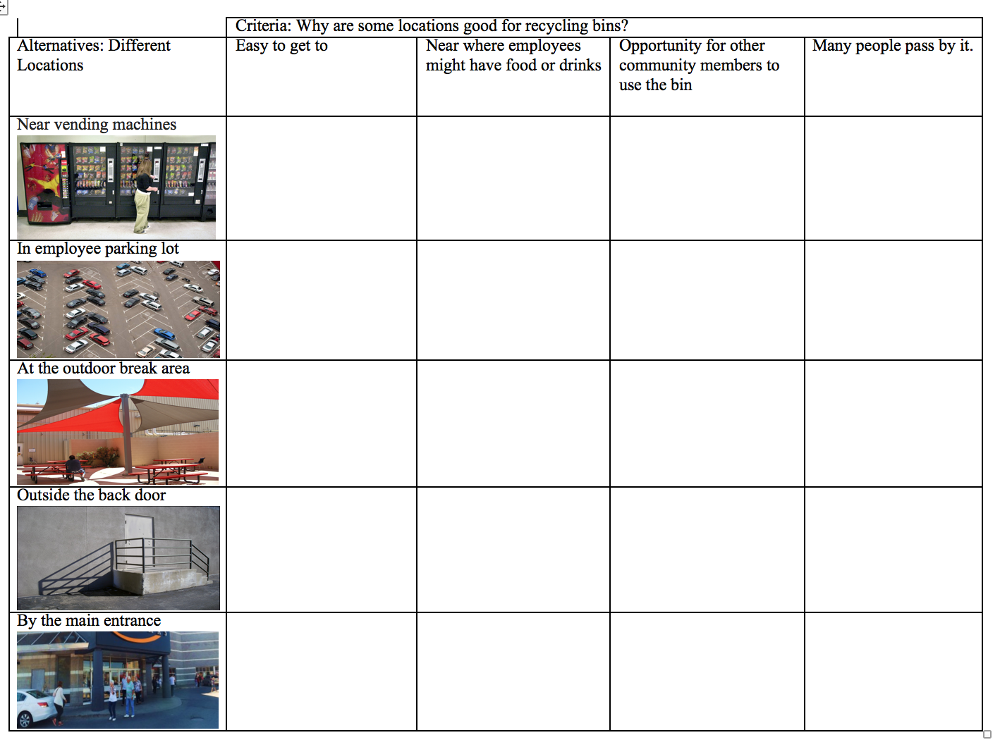 Criteria: Why are some locations good for recycling bins?
Alternatives: Different
Locations
Easy to get to
Near where employees
might have food or drinks
Opportunity for other
community members to
use the bin
Many people pass by it.
Near vending machines
In employee parking lot
At the outdoor break area
Outside the back door
By the main entrance